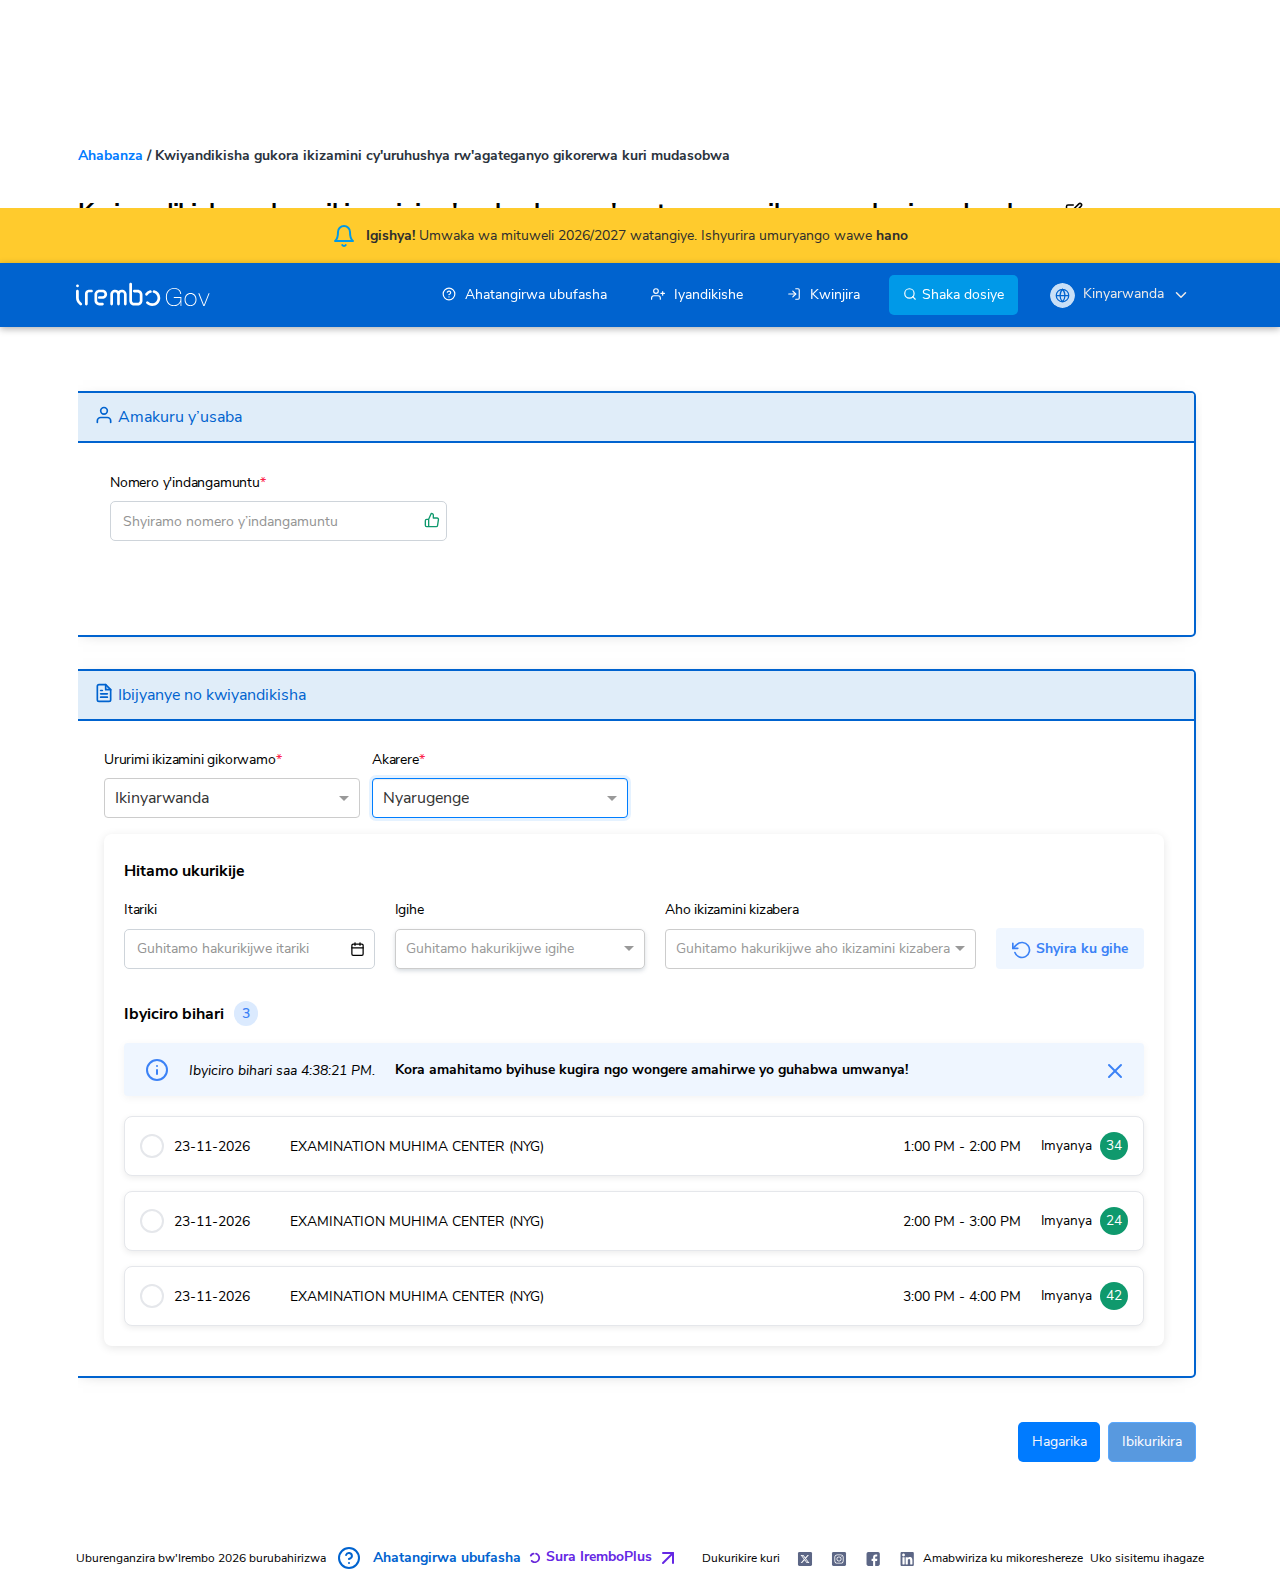 Ahabanza / Kwiyandikisha gukora ikizamini cy'uruhushya rw'agateganyo gikorerwa kuri mudasobwa
Igishya! Umwaka wa mituweli 2026/2027 watangiye. Ishyurira umuryango wawe hano
irembo Gov
Ahatangirwa ubufasha
Iyandikishe
Kwinjira
Shaka dosiye
Kinyarwanda
Amakuru y’usaba
Nomero y'indangamuntu*
Shyiramo nomero y’indangamuntu
Ibijyanye no kwiyandikisha
Ururimi ikizamini gikorwamo*
Akarere*
Ikinyarwanda
Nyarugenge
Hitamo ukurikije
Itariki
Igihe
Aho ikizamini kizabera
Guhitamo hakurikijwe itariki
Guhitamo hakurikijwe igihe
Guhitamo hakurikijwe aho ikizamini kizabera
Shyira ku gihe
Ibyiciro bihari 3
Ibyiciro bihari saa 4:38:21 PM. Kora amahitamo byihuse kugira ngo wongere amahirwe yo guhabwa umwanya!
23-11-2026 EXAMINATION MUHIMA CENTER (NYG) 1:00 PM - 2:00 PM Imyanya 34
23-11-2026 EXAMINATION MUHIMA CENTER (NYG) 2:00 PM - 3:00 PM Imyanya 24
23-11-2026 EXAMINATION MUHIMA CENTER (NYG) 3:00 PM - 4:00 PM Imyanya 42
Hagarika
Ibikurikira
Uburenganzira bw'Irembo 2026 burubahirizwa
Ahatangirwa ubufasha
Sura IremboPlus
Dukurikire kuri
Amabwiriza ku mikoreshereze
Uko sisitemu ihagaze